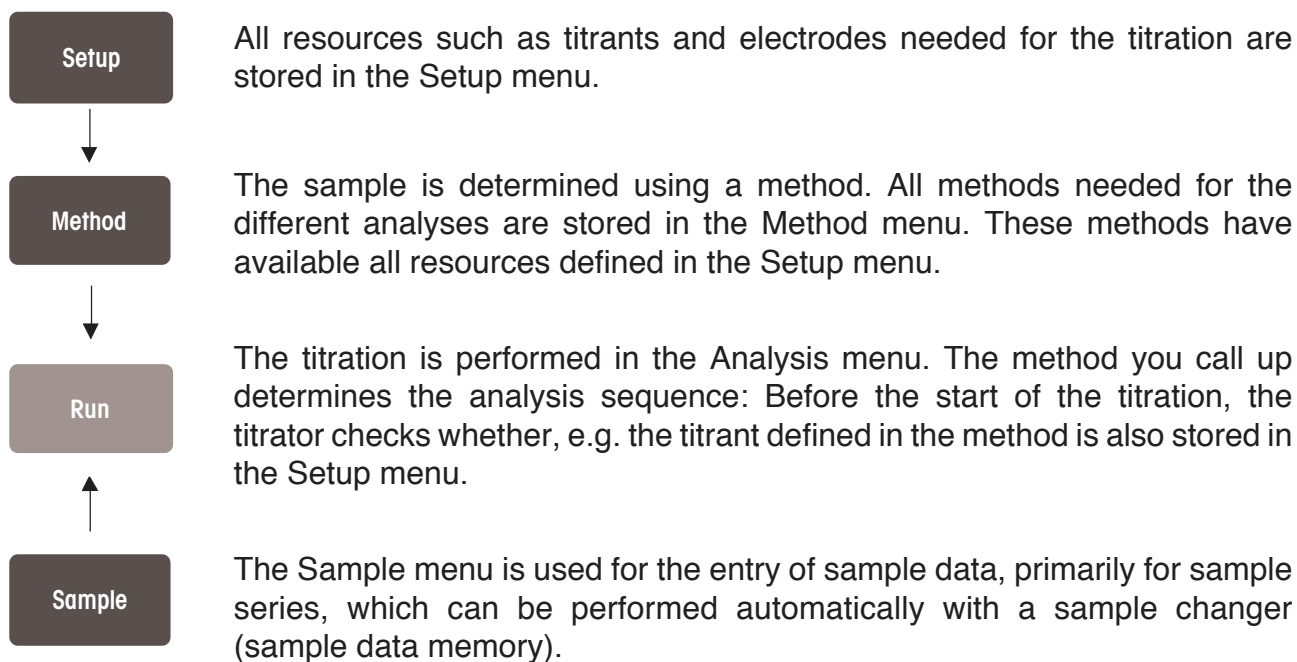 Setup
All resources such as titrants and electrodes needed for the titration are
stored in the Setup menu.
Method
The sample is determined using a method. All methods needed for the
different analyses are stored in the Method menu. These methods have
available all resources defined in the Setup menu.
Run
The titration is performed in the Analysis menu. The method you call up
determines the analysis sequence: Before the start of the titration, the
titrator checks whether, e.g. the titrant defined in the method is also stored in
the Setup menu.
Sample
The Sample menu is used for the entry of sample data, primarily for sample
series, which can be performed automatically with a sample changer
(sample data memory).